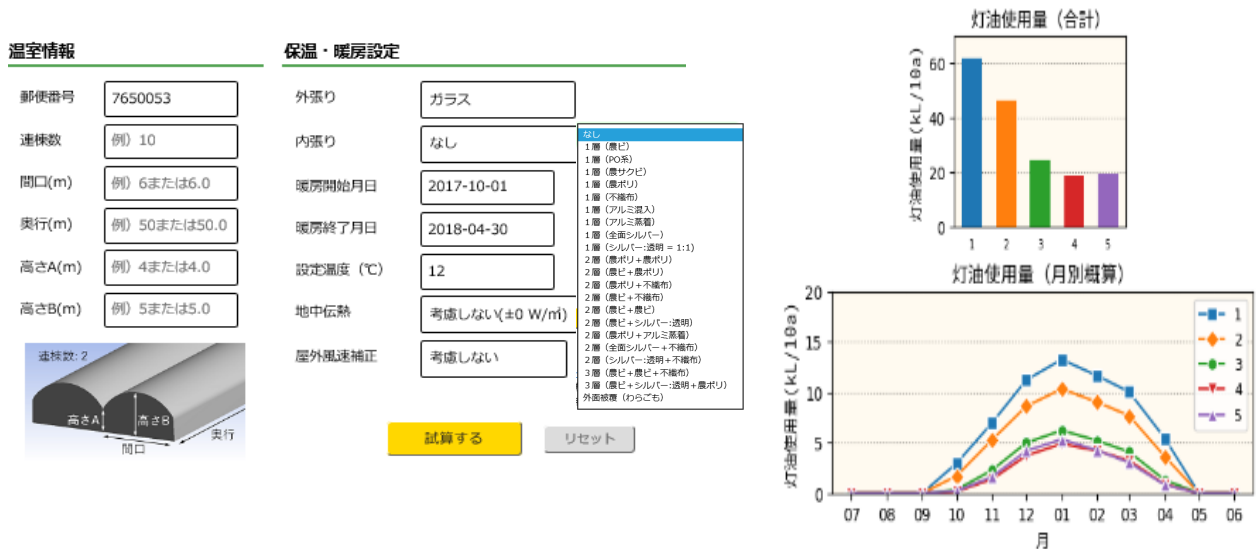 温室情報
郵便番号 7650053
連棟数 例）10
間口(m) 例）6または6.0
奥行(m) 例）50または50.0
高さA(m) 例）4または4.0
高さB(m) 例）5または5.0
連棟数: 2
高さA
高さB
間口
奥行
保温・暖房設定
外張り ガラス
内張り なし
暖房開始月日 2017-10-01
暖房終了月日 2018-04-30
設定温度（℃） 12
地中伝熱 考慮しない(±0 W/㎡)
屋外風速補正 考慮しない
試算する
リセット
なし
１層（農ビ）
１層（PO系）
１層（農サクビ）
１層（農ポリ）
１層（不織布）
１層（アルミ混入）
１層（アルミ蒸着）
１層（全面シルバー）
１層（シルバー:透明 = 1:1）
２層（農ポリ＋農ポリ）
２層（農ビ＋農ポリ）
２層（農ポリ＋不織布）
２層（農ビ＋不織布）
２層（農ビ＋農ビ）
２層（農ビ＋シルバー:透明）
２層（農ポリ＋アルミ蒸着）
２層（全面シルバー＋不織布）
２層（シルバー:透明＋不織布）
３層（農ビ＋農ビ＋不織布）
３層（農ビ＋シルバー:透明＋農ポリ）
外面被覆（わらごも）
灯油使用量（合計）
灯油使用量(kL/10a)
60
40
20
0
1 2 3 4 5
灯油使用量（月別概算）
灯油使用量(kL/10a)
20
15
10
5
0
1
2
3
4
5
07 08 09 10 11 12 01 02 03 04 05 06
月